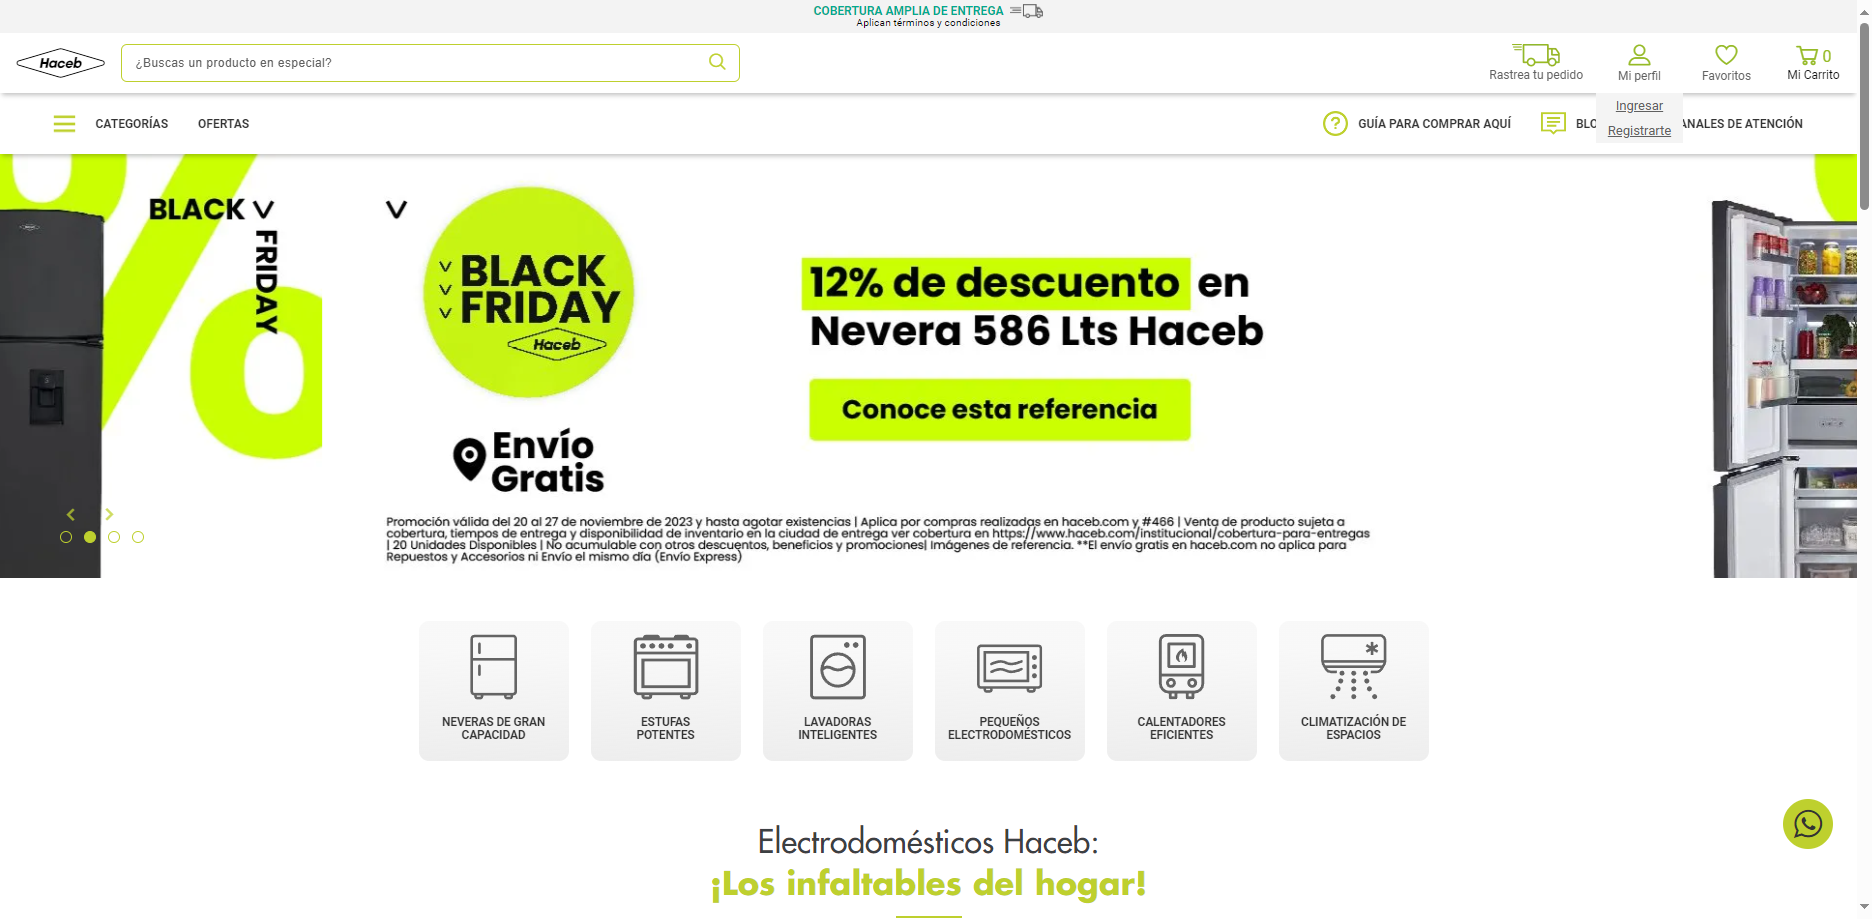 COBERTURA AMPLIA DE ENTREGA
Aplican términos y condiciones
Haceb
¿Buscas un producto en especial?
Rastrea tu pedido
Mi perfil
Favoritos
0
Mi Carrito
Ingresar
Registrarte
CATEGORÍAS
OFERTAS
GUÍA PARA COMPRAR AQUÍ
ANALES DE ATENCIÓN
BLACK
FRIDAY
BLACK
FRIDAY
Haceb
Envío
Gratis
12% de descuento en
Nevera 586 Lts Haceb
Conoce esta referencia
Promoción válida del 20 al 27 de noviembre de 2023 y hasta agotar existencias | Aplica por compras realizadas en haceb.com y #466 | Venta de producto sujeta a
cobertura, tiempos de entrega y disponibilidad de inventario en la ciudad de entrega ver cobertura en https://www.haceb.com/institucional/cobertura-para-entregas
| 20 Unidades Disponibles | No acumulable con otros descuentos, beneficios y promociones| Imágenes de referencia. **El envío gratis en haceb.com no aplica para
Repuestos y Accesorios ni Envío el mismo día (Envío Express)
NEVERAS DE GRAN
CAPACIDAD
ESTUFAS
POTENTES
LAVADORAS
INTELIGENTES
PEQUEÑOS
ELECTRODOMÉSTICOS
CALENTADORES
EFICIENTES
CLIMATIZACIÓN DE
ESPACIOS
Electrodomésticos Haceb:
¡Los infaltables del hogar!